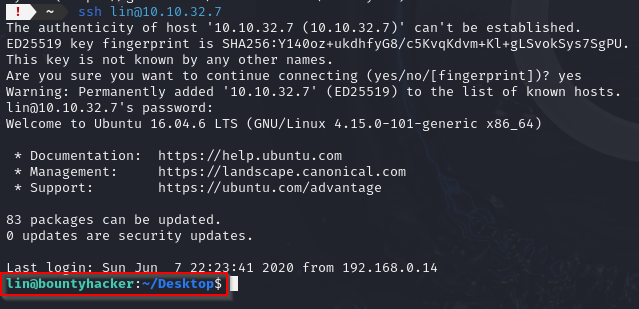 ! ~ ssh lin@10.10.32.7
The authenticity of host '10.10.32.7 (10.10.32.7)' can't be established.
ED25519 key fingerprint is SHA256:Y140oz+ukdhfyG8/c5KvqKdvm+Kl+gLSvokSys7SgPU.
This key is not known by any other names.
Are you sure you want to continue connecting (yes/no/[fingerprint])? yes
Warning: Permanently added '10.10.32.7' (ED25519) to the list of known hosts.
lin@10.10.32.7's password:
Welcome to Ubuntu 16.04.6 LTS (GNU/Linux 4.15.0-101-generic x86_64)
* Documentation: https://help.ubuntu.com
* Management: https://landscape.canonical.com
* Support: https://ubuntu.com/advantage
83 packages can be updated.
0 updates are security updates.
Last login: Sun Jun 7 22:23:41 2020 from 192.168.0.14
lin@bountyhacker:~/Desktop$